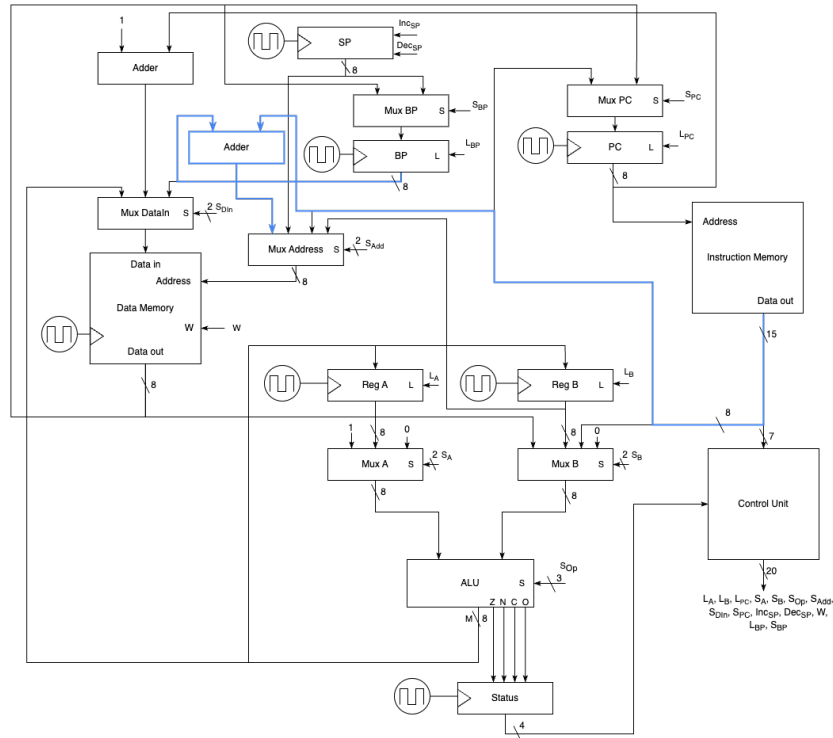 1
Inc_SP
SP
Dec_SP
Adder
8
Mux BP S
S_BP
Mux PC S
S_PC
Adder
BP L
L_BP
PC L
L_PC
8
8
Mux DataIn S
2 S_DIn
Mux Address S
2 S_Add
Address
Instruction Memory
Data out
Data in
Address
8
Data Memory
W
W
Data out
15
8
Reg A L
L_A
Reg B L
L_B
8
7
1
8
0
8
0
Mux A S
2 S_A
Mux B S
2 S_B
8
8
Control Unit
ALU S
S_Op
3
20
Z N C O
M
8
L_A, L_B, L_PC, S_A, S_B, S_Op, S_Add,
S_DIn, S_PC, Inc_SP, Dec_SP, W,
L_BP, S_BP
Status
4